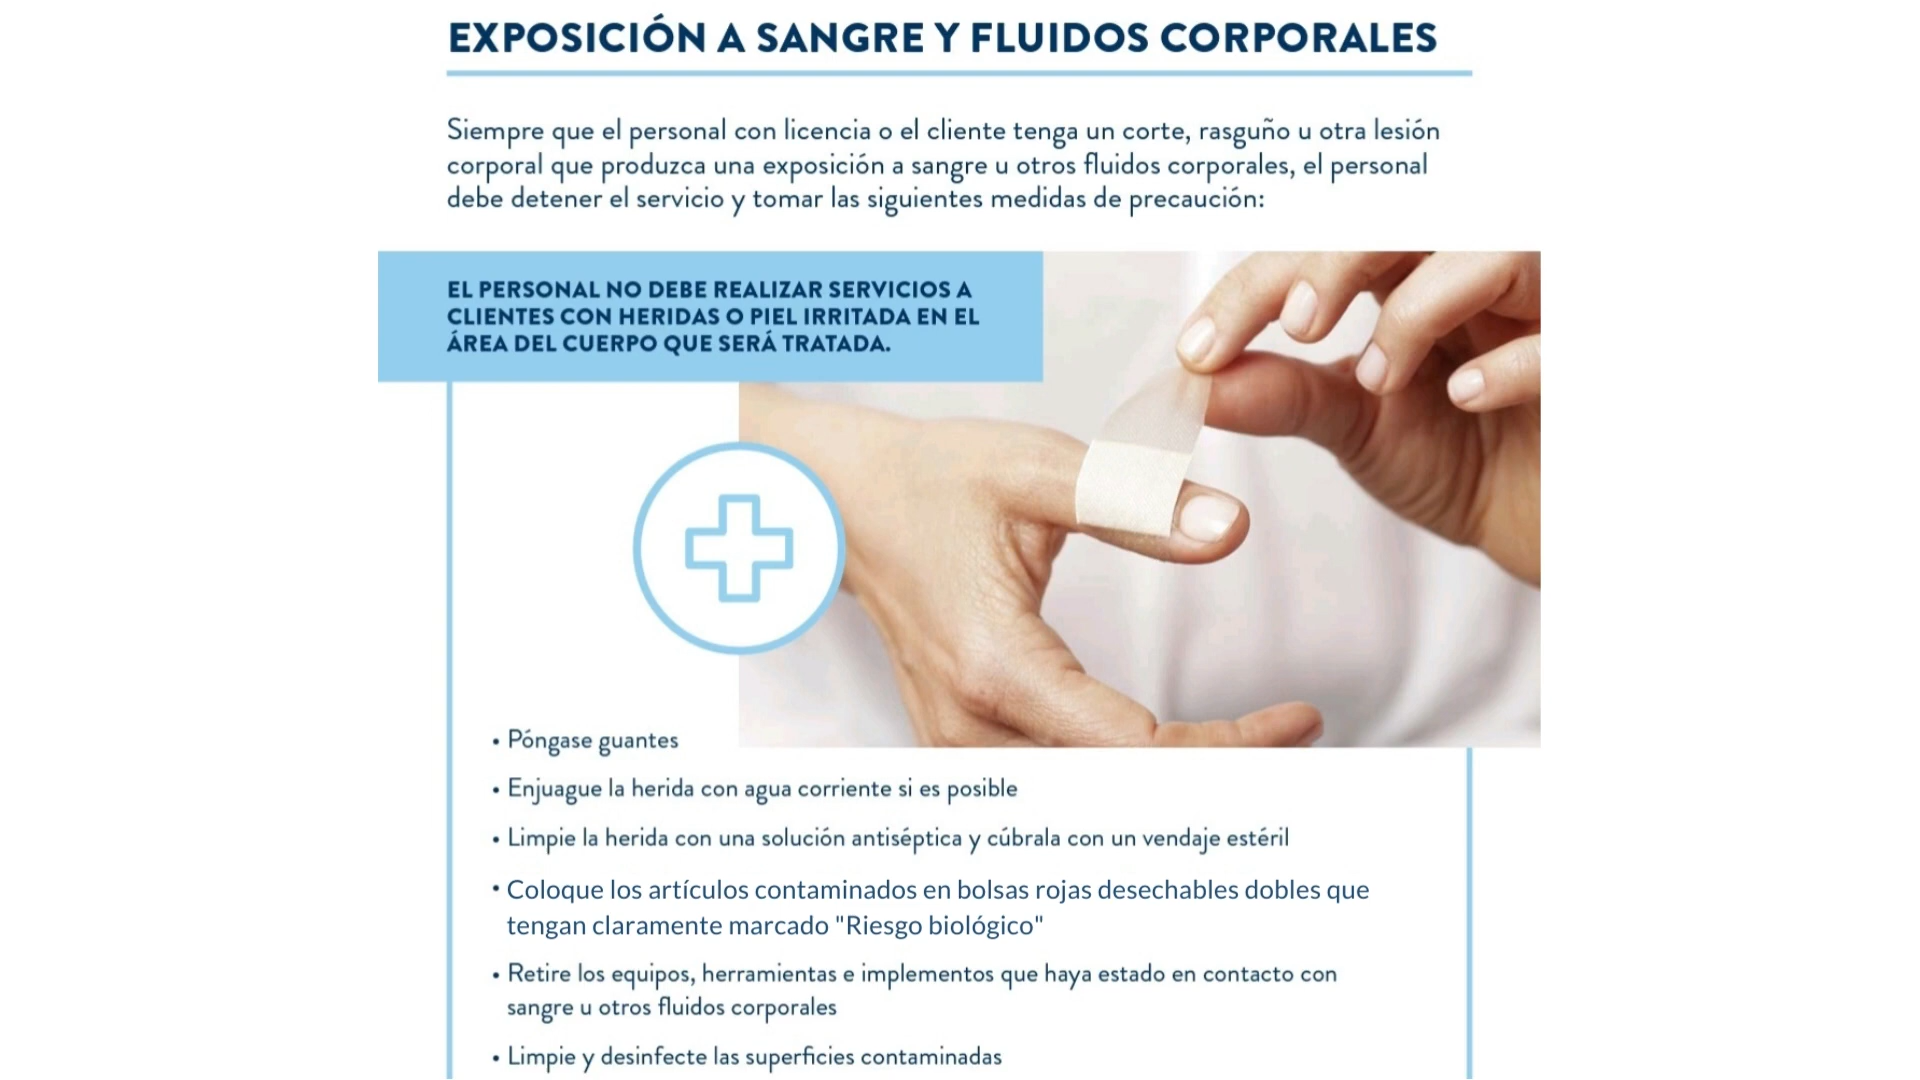 EXPOSICIÓN A SANGRE Y FLUIDOS CORPORALES
Siempre que el personal con licencia o el cliente tenga un corte, rasguño u otra lesión
corporal que produzca una exposición a sangre u otros fluidos corporales, el personal
debe detener el servicio y tomar las siguientes medidas de precaución:
EL PERSONAL NO DEBE REALIZAR SERVICIOS A
CLIENTES CON HERIDAS O PIEL IRRITADA EN EL
ÁREA DEL CUERPO QUE SERÁ TRATADA.
• Póngase guantes
• Enjuague la herida con agua corriente si es posible
• Limpie la herida con una solución antiséptica y cúbrala con un vendaje estéril
• Coloque los artículos contaminados en bolsas rojas desechables dobles que
tengan claramente marcado "Riesgo biológico"
• Retire los equipos, herramientas e implementos que haya estado en contacto con
sangre u otros fluidos corporales
• Limpie y desinfecte las superficies contaminadas